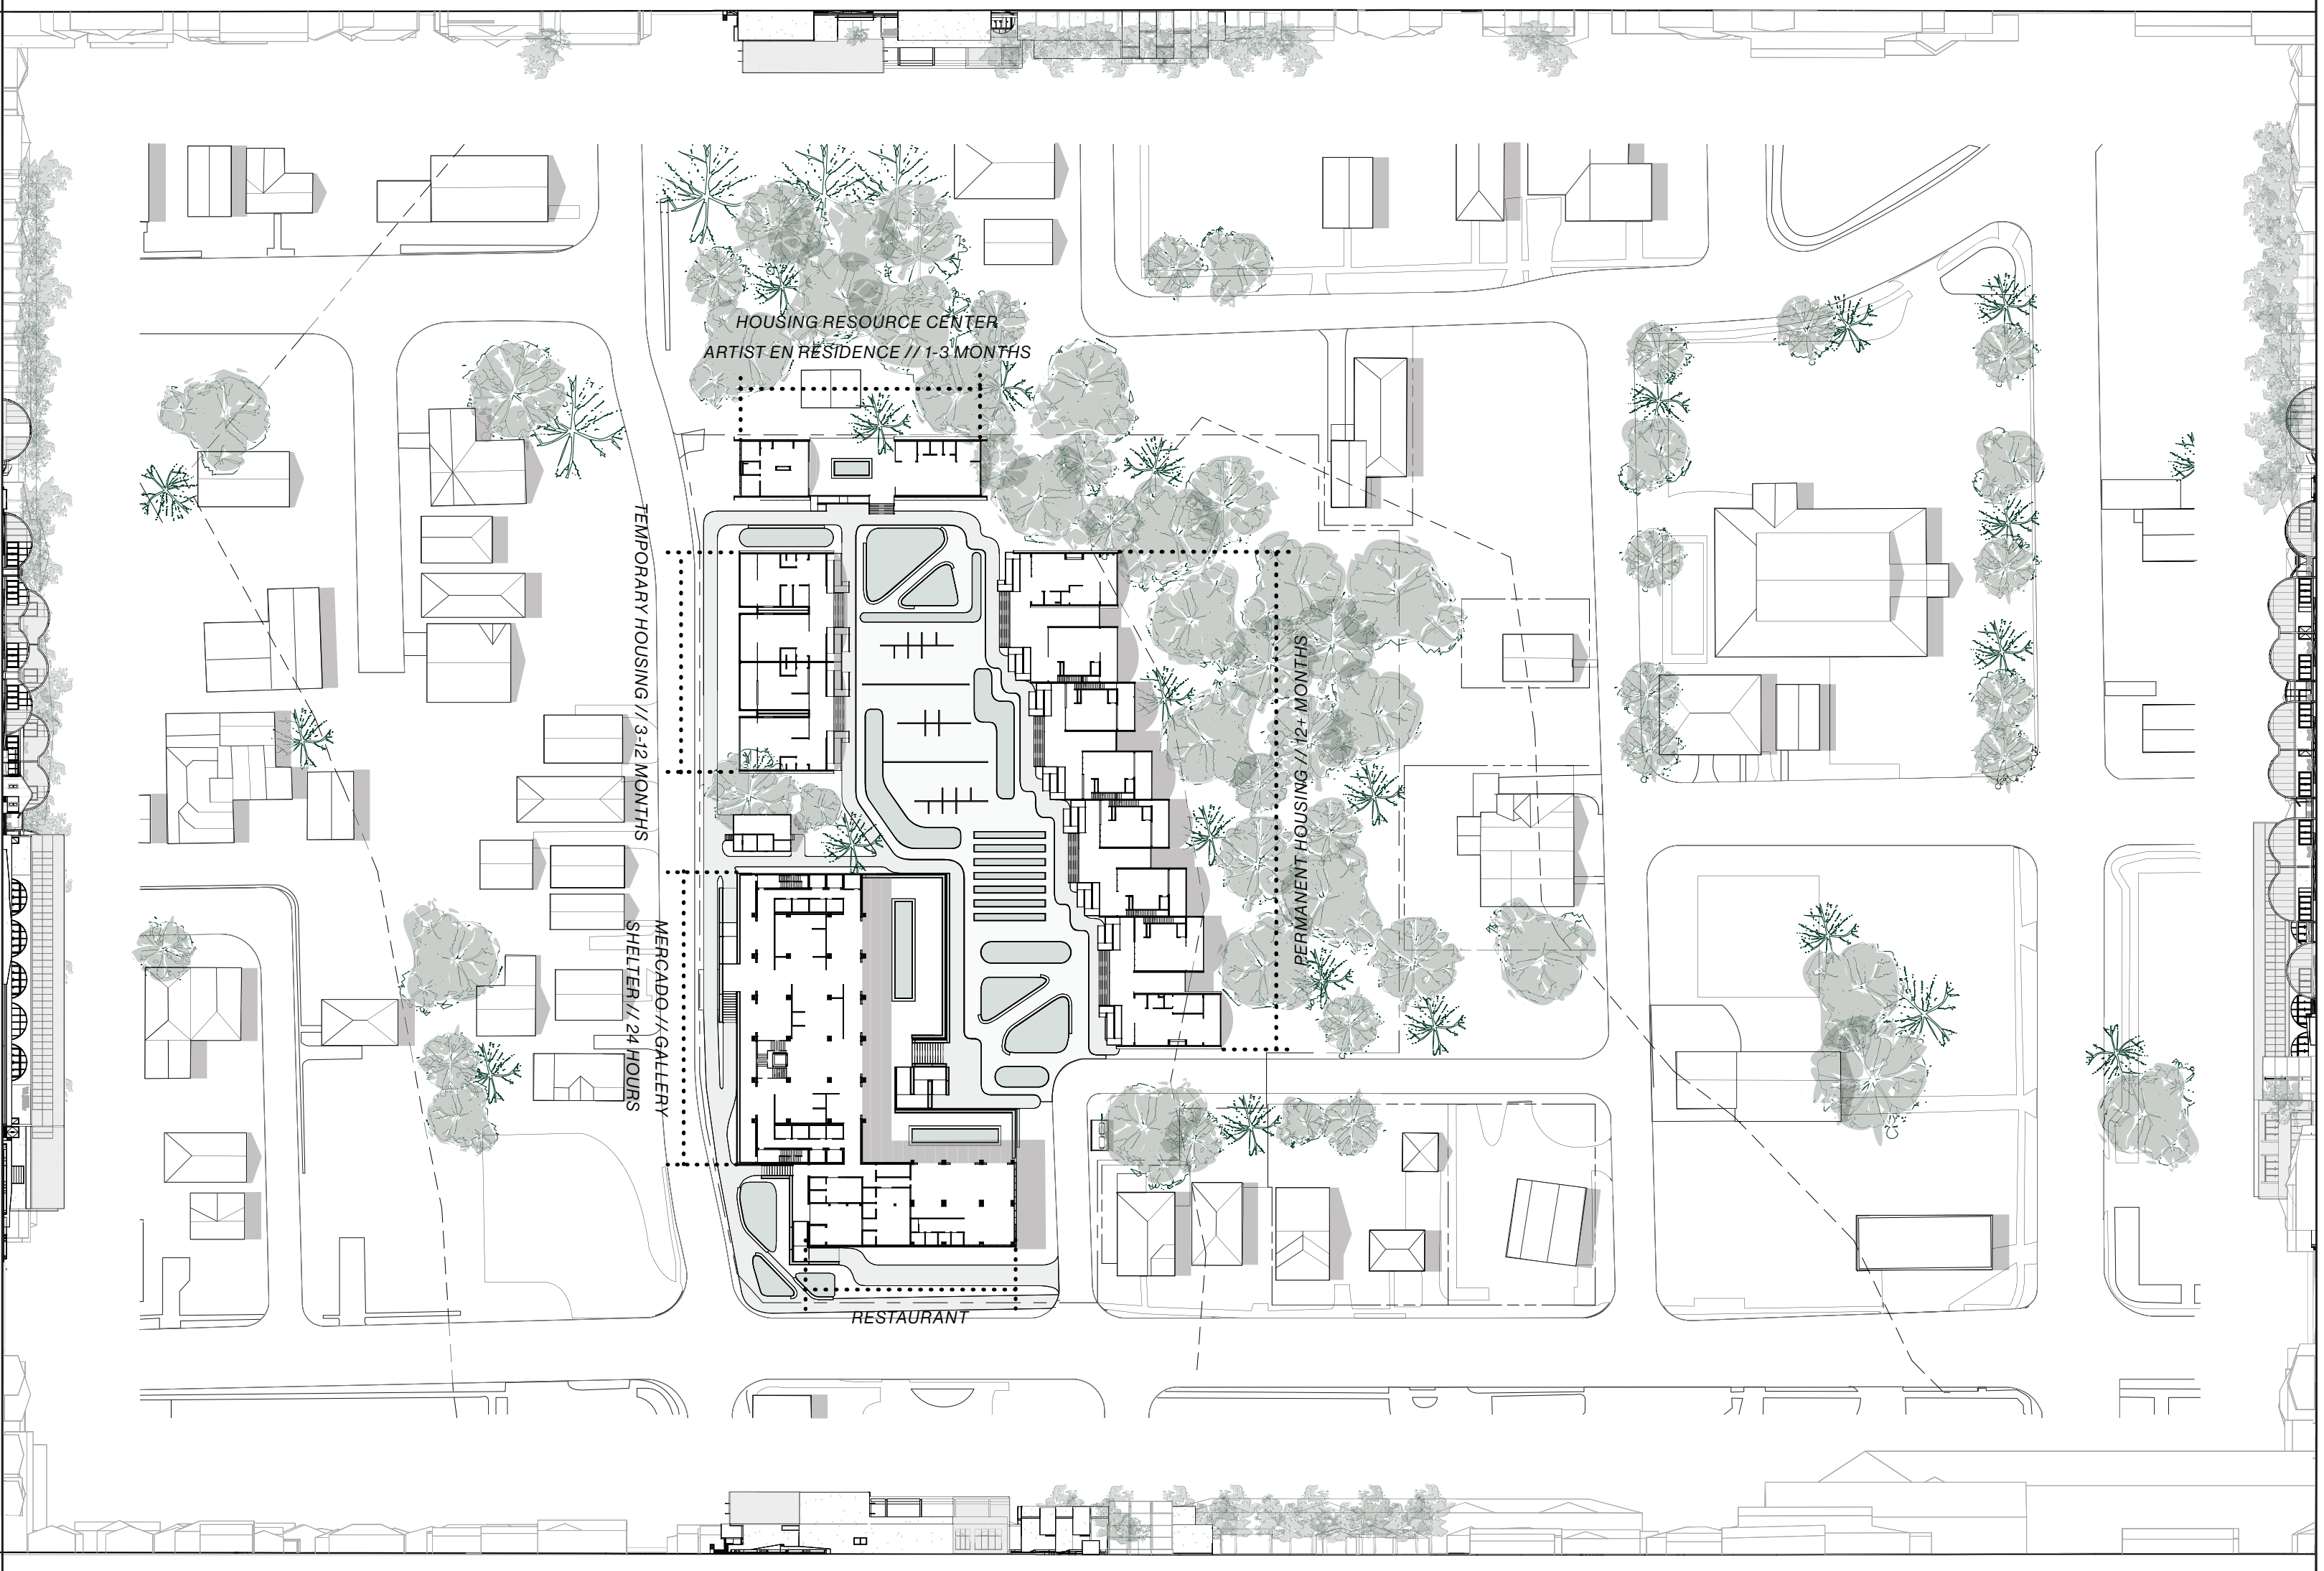 HOUSING RESOURCE CENTER
ARTIST EN RESIDENCE // 1-3 MONTHS
TEMPORARY HOUSING // 3-12 MONTHS
PERMANENT HOUSING // 12+ MONTHS
MERCADO // GALLERY
SHELTER // 24 HOURS
RESTAURANT